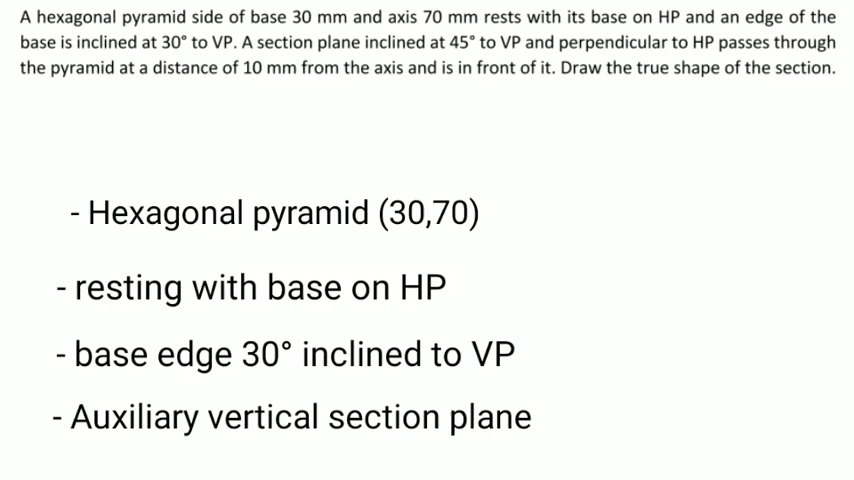 A hexagonal pyramid side of base 30 mm and axis 70 mm rests with its base on HP and an edge of the
base is inclined at 30° to VP. A section plane inclined at 45° to VP and perpendicular to HP passes through
the pyramid at a distance of 10 mm from the axis and is in front of it. Draw the true shape of the section.
- Hexagonal pyramid (30,70)
- resting with base on HP
- base edge 30° inclined to VP
- Auxiliary vertical section plane